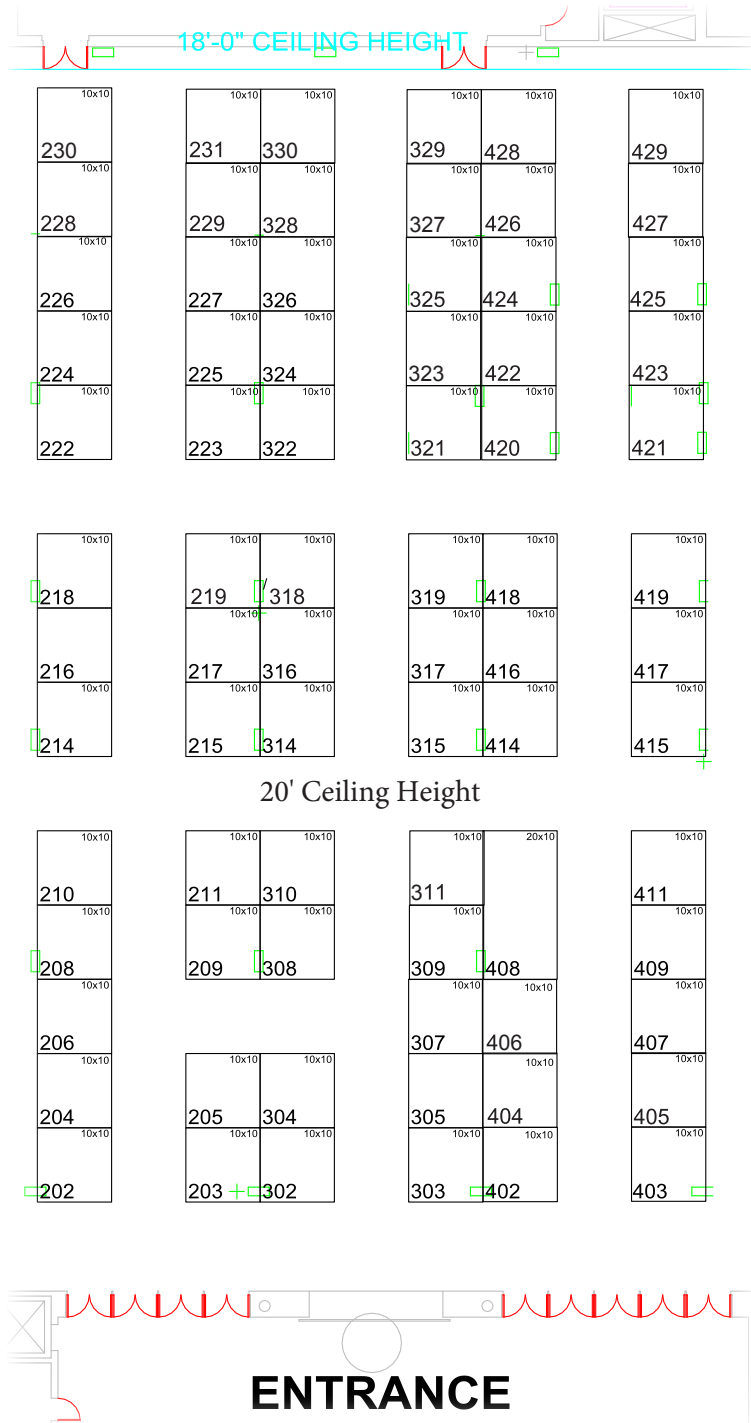 18'-0" CEILING HEIGHT
10x10 10x10 10x10 10x10 10x10 10x10
230 231 330 329 428 429
10x10 10x10 10x10 10x10 10x10 10x10
228 229 328 327 426 427
10x10 10x10 10x10 10x10 10x10 10x10
226 227 326 325 424 425
10x10 10x10 10x10 10x10 10x10 10x10
224 225 324 323 422 423
10x10 10x10 10x10 10x10 10x10 10x10
222 223 322 321 420 421
10x10 10x10 10x10 10x10 10x10 10x10
218 219 / 318 319 418 419
10x10 10x10 10x10 10x10 10x10 10x10
216 217 316 317 416 417
10x10 10x10 10x10 10x10 10x10 10x10
214 215 314 315 414 415
20' Ceiling Height
10x10 10x10 10x10 10x10 20x10 10x10
210 211 310 311 411
10x10 10x10 10x10 10x10 10x10
208 209 308 309 408 409
10x10 10x10 10x10 10x10
206 307 406 407
10x10 10x10 10x10 10x10 10x10
204 205 304 305 404 405
10x10 10x10 10x10 10x10 10x10 10x10
202 203 302 303 402 403
ENTRANCE